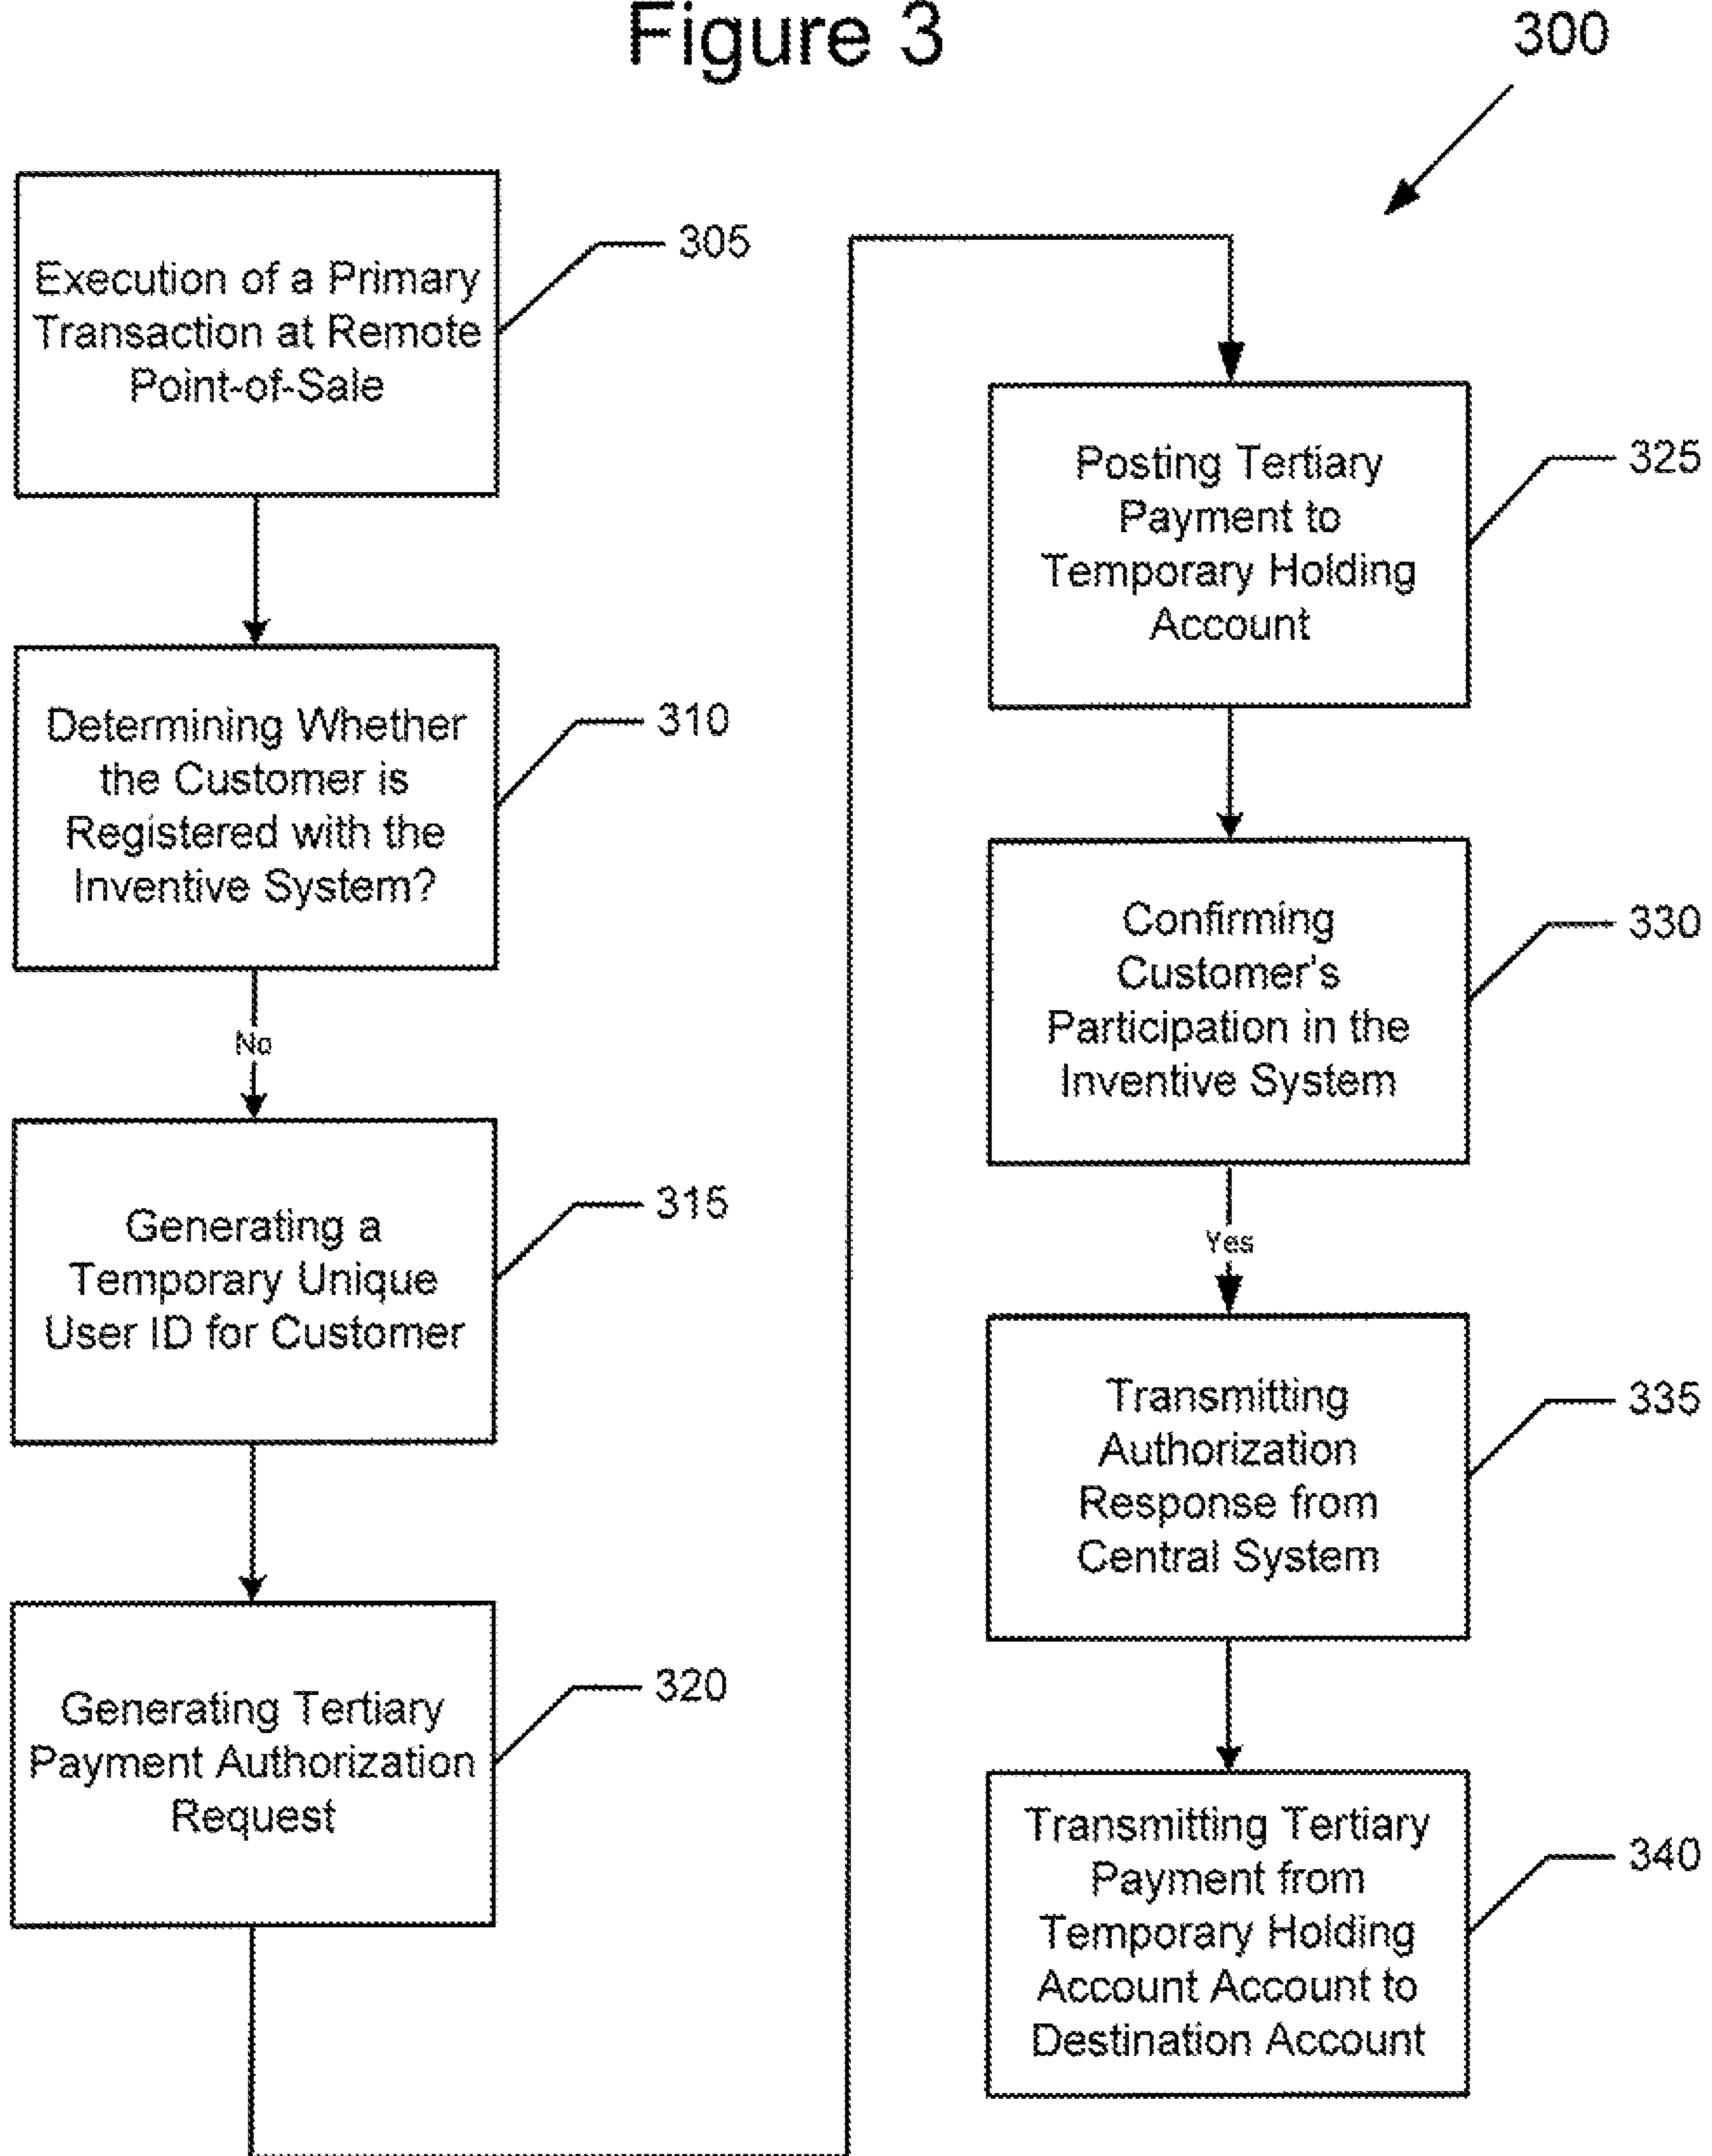 Figure 3
300
Execution of a Primary
Transaction at Remote
Point-of-Sale
305
Determining Whether
the Customer is
Registered with the
Inventive System?
310
No
Generating a
Temporary Unique
User ID for Customer
315
Generating Tertiary
Payment Authorization
Request
320
Posting Tertiary
Payment to
Temporary Holding
Account
325
Confirming
Customer's
Participation in the
Inventive System
330
Yes
Transmitting
Authorization
Response from
Central System
335
Transmitting Tertiary
Payment from
Temporary Holding
Account Account to
Destination Account
340